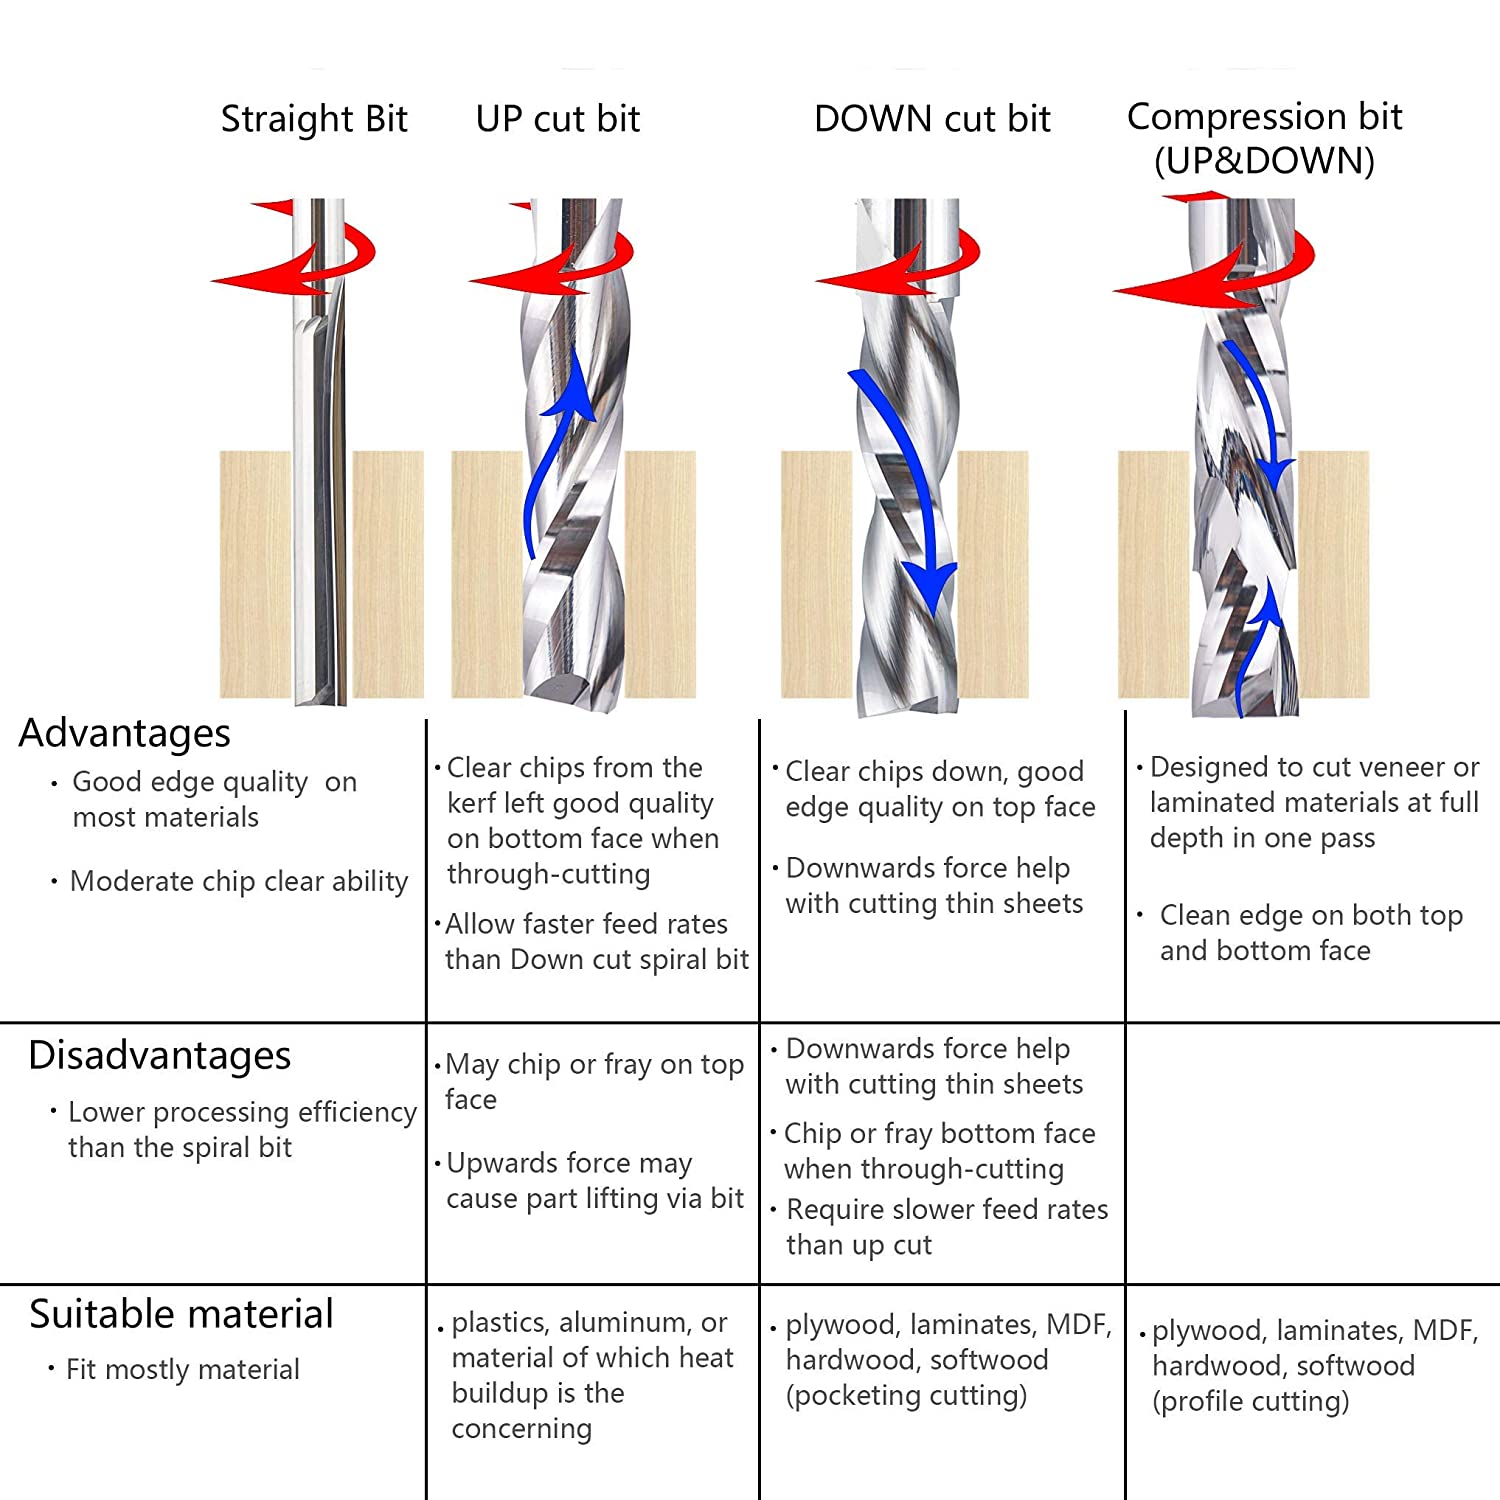 Straight Bit
UP cut bit
DOWN cut bit
Compression bit
(UP&DOWN)
Advantages
• Good edge quality on
most materials
• Moderate chip clear ability
• Clear chips from the
kerf left good quality
on bottom face when
through-cutting
• Allow faster feed rates
than Down cut spiral bit
• Clear chips down, good
edge quality on top face
• Downwards force help
with cutting thin sheets
• Designed to cut veneer or
laminated materials at full
depth in one pass
• Clean edge on both top
and bottom face
Disadvantages
• Lower processing efficiency
than the spiral bit
• May chip or fray on top
face
• Upwards force may
cause part lifting via bit
• Downwards force help
with cutting thin sheets
• Chip or fray bottom face
when through-cutting
• Require slower feed rates
than up cut
Suitable material
• Fit mostly material
• plastics, aluminum, or
material of which heat
buildup is the
concerning
• plywood, laminates, MDF,
hardwood, softwood
(pocketing cutting)
• plywood, laminates, MDF,
hardwood, softwood
(profile cutting)